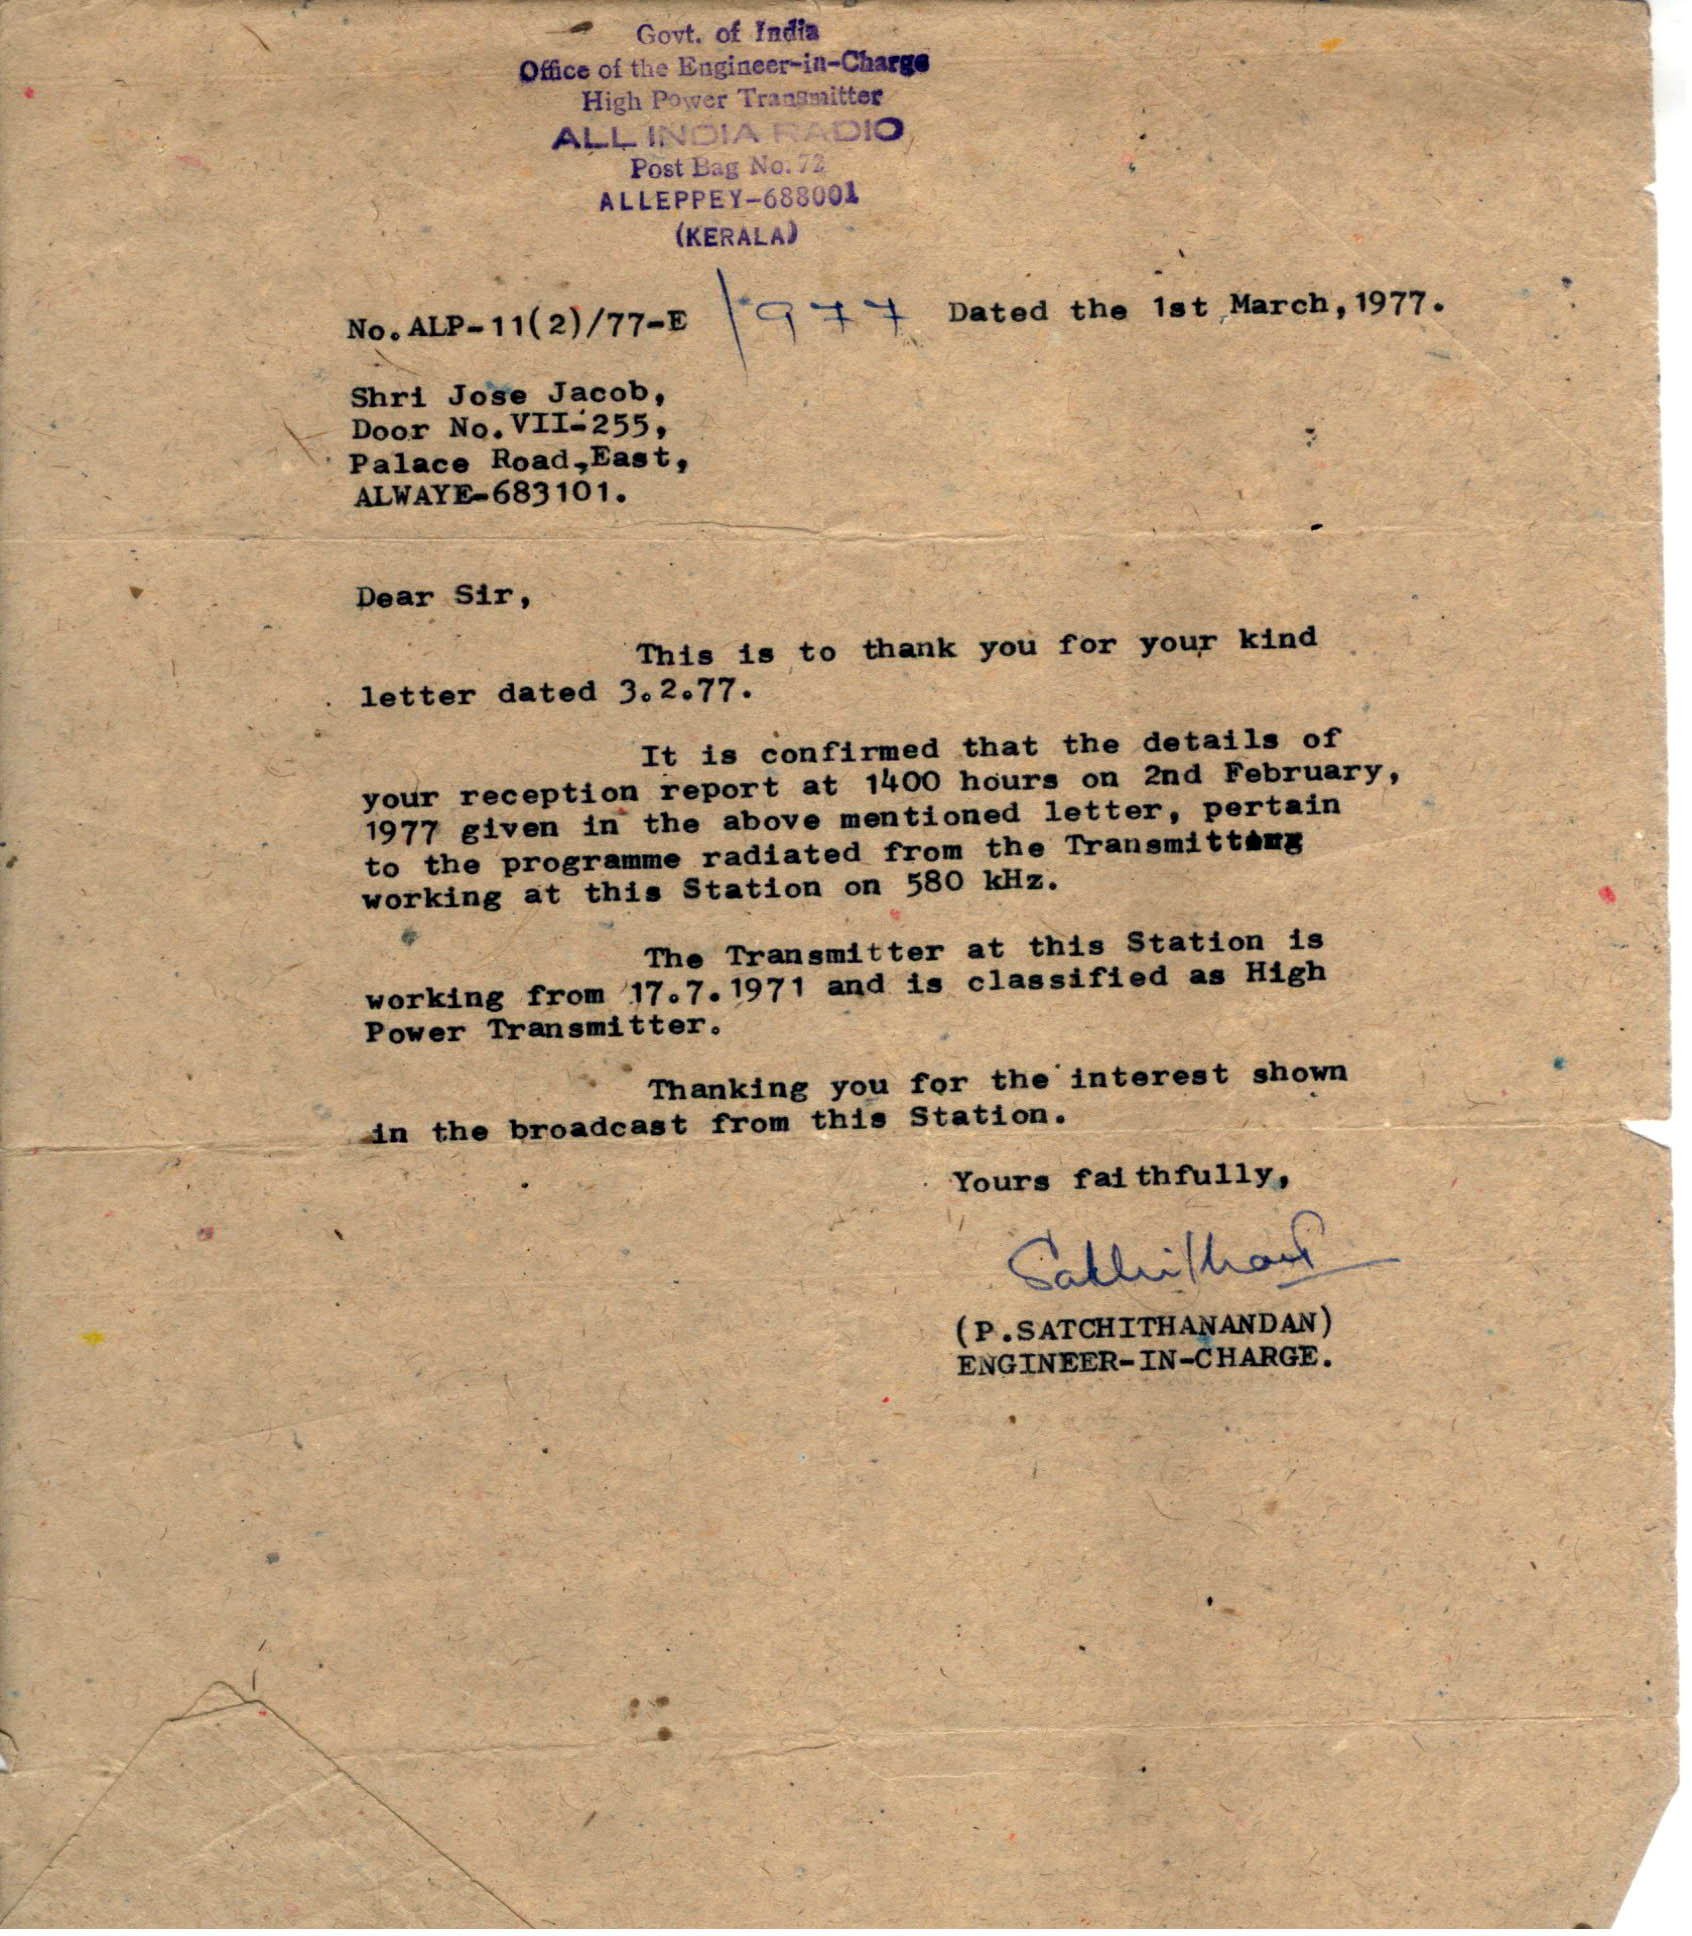 Govt. of India
Office of the Engineer-in-Charge
High Power Transmitter
ALL INDIA RADIO
Post Bag No. 72
ALLEPPEY-688001
(KERALA)
No. ALP-11(2)/77-E /977 Dated the 1st March, 1977.
Shri Jose Jacob,
Door No. VII-255,
Palace Road, East,
ALWAYE-683101.
Dear Sir,
This is to thank you for your kind
letter dated 3.2.77.
It is confirmed that the details of
your reception report at 1400 hours on 2nd February,
1977 given in the above mentioned letter, pertain
to the programme radiated from the Transmitting
working at this Station on 580 kHz.
The Transmitter at this Station is
working from 17.7.1971 and is classified as High
Power Transmitter.
Thanking you for the interest shown
in the broadcast from this Station.
Yours faithfully,
(P.SATCHITHANANDAN)
ENGINEER-IN-CHARGE.